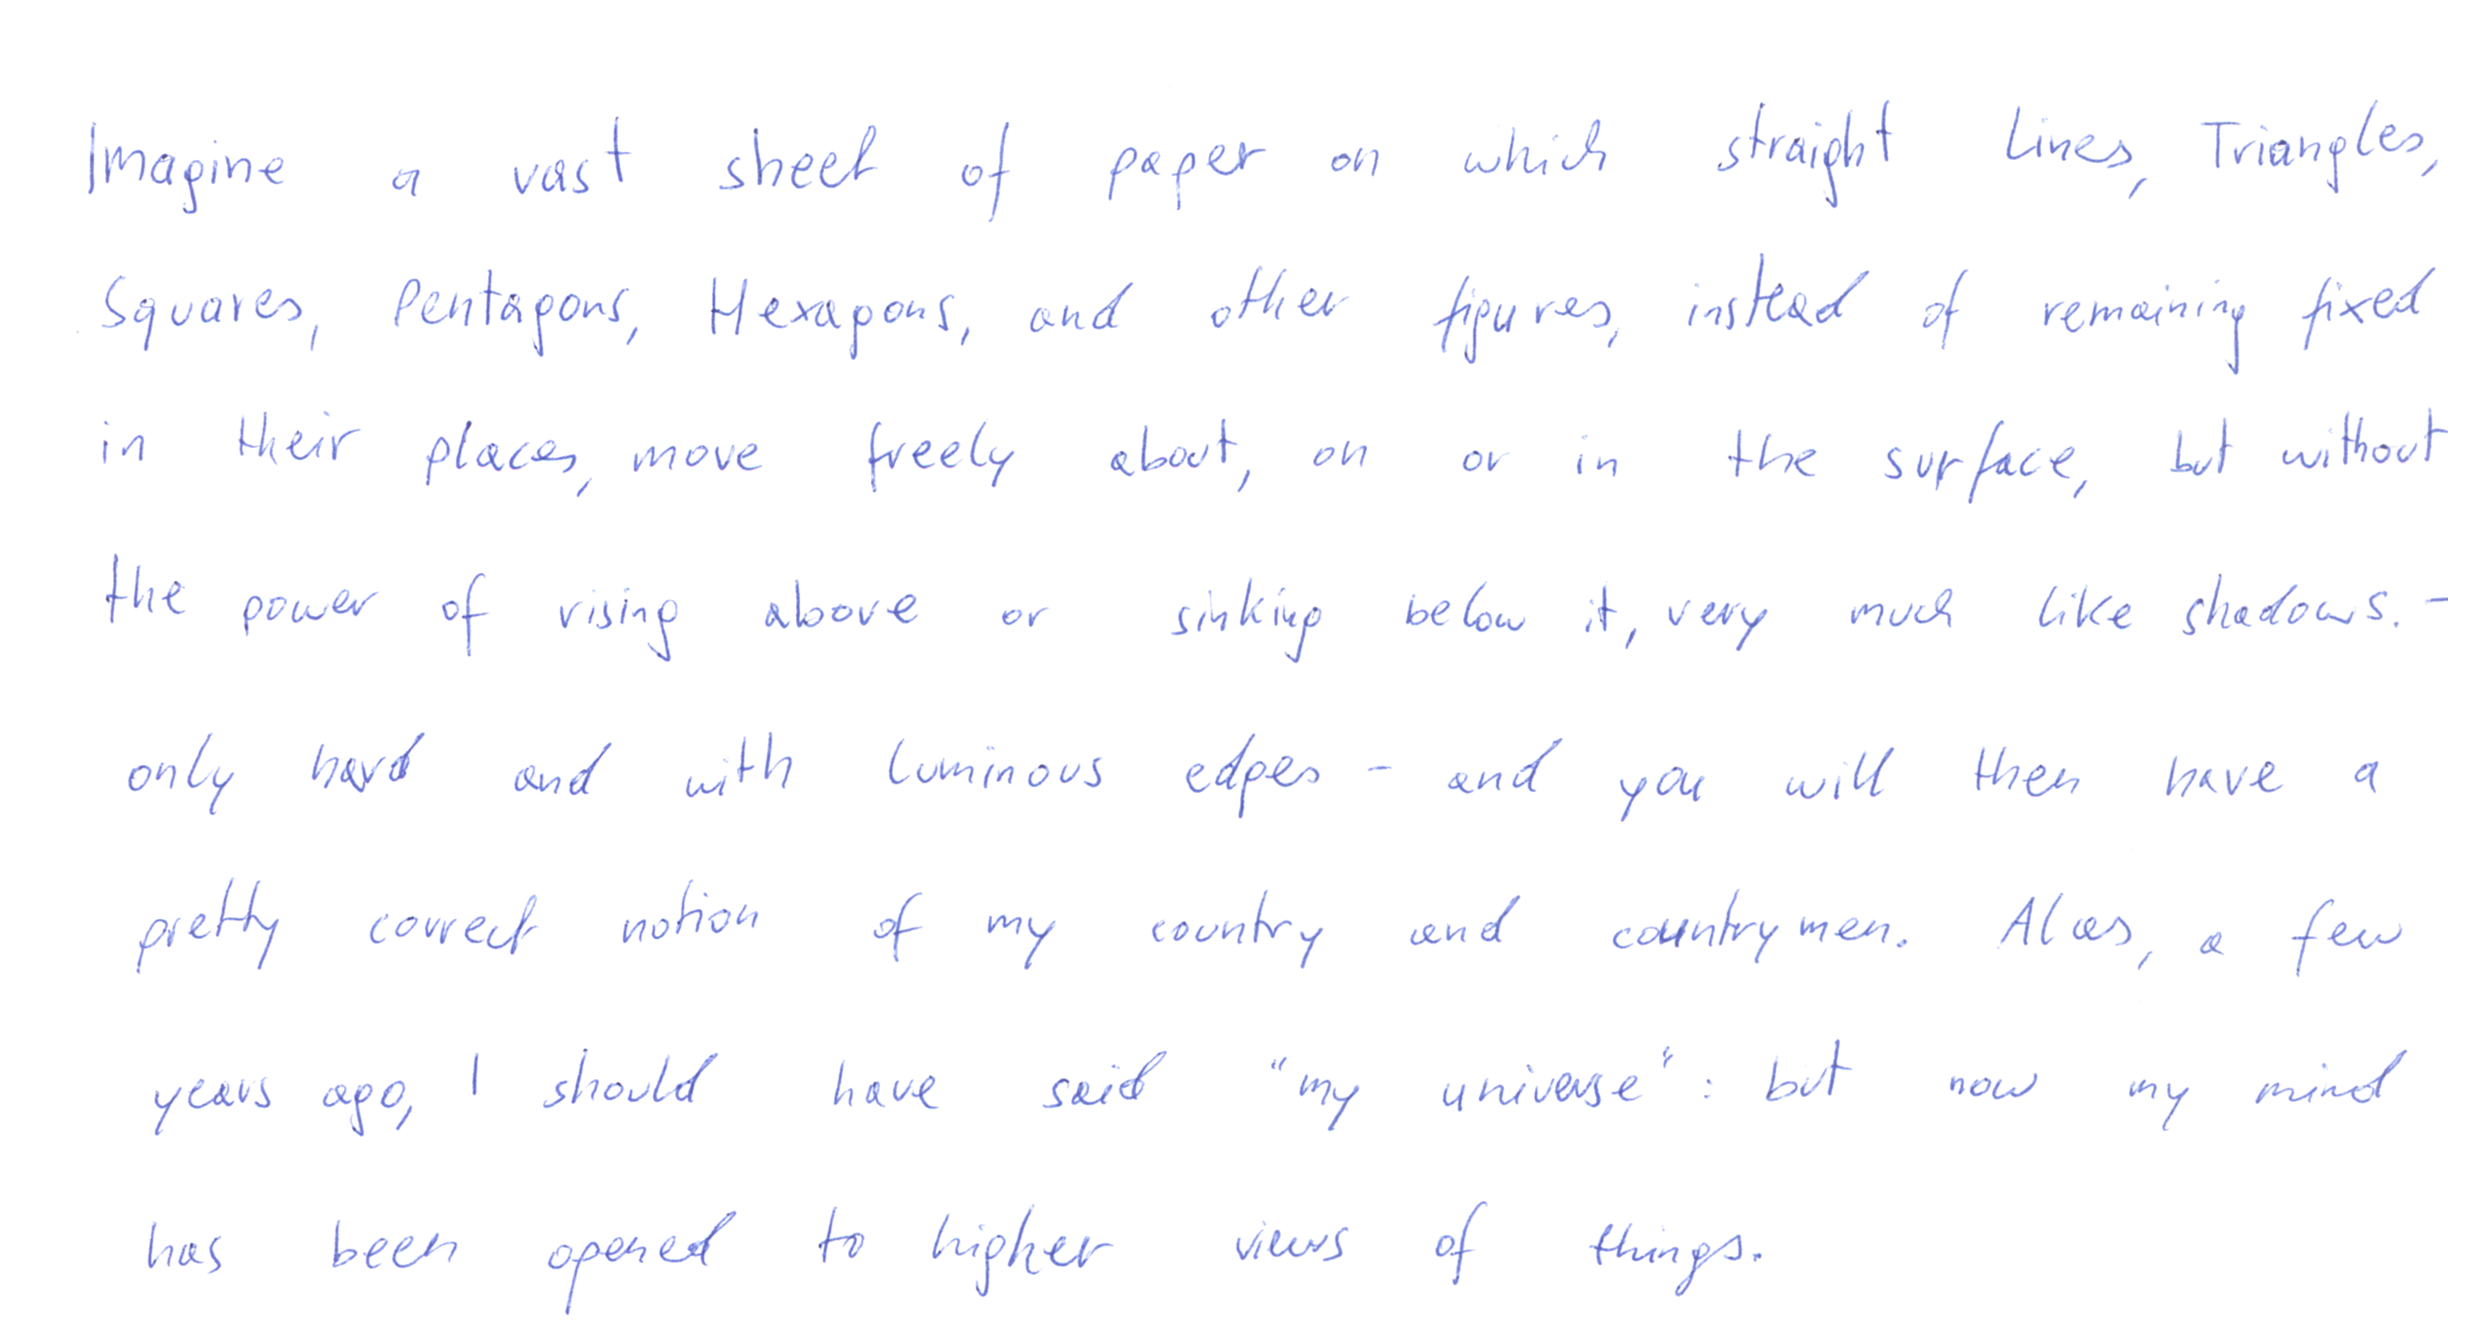 Imagine a vast sheet of paper on which straight Lines, Triangles,
Squares, Pentagons, Hexagons, and other figures, instead of remaining fixed
in their places, move freely about, on or in the surface, but without
the power of rising above or sinking below it, very much like shadows. -
only hard and with luminous edges - and you will then have a
pretty correct notion of my country and countrymen. Alas, a few
years ago, I should have said "my universe": but now my mind
has been opened to higher views of things.